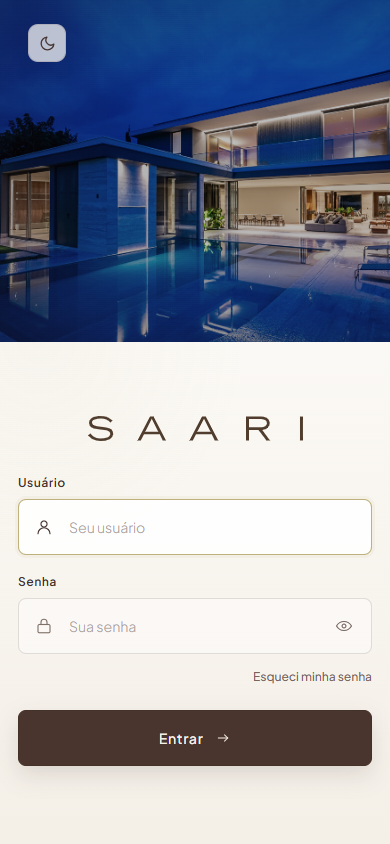 SAARI
Usuário
Seu usuário
Senha
Sua senha
Esqueci minha senha
Entrar →